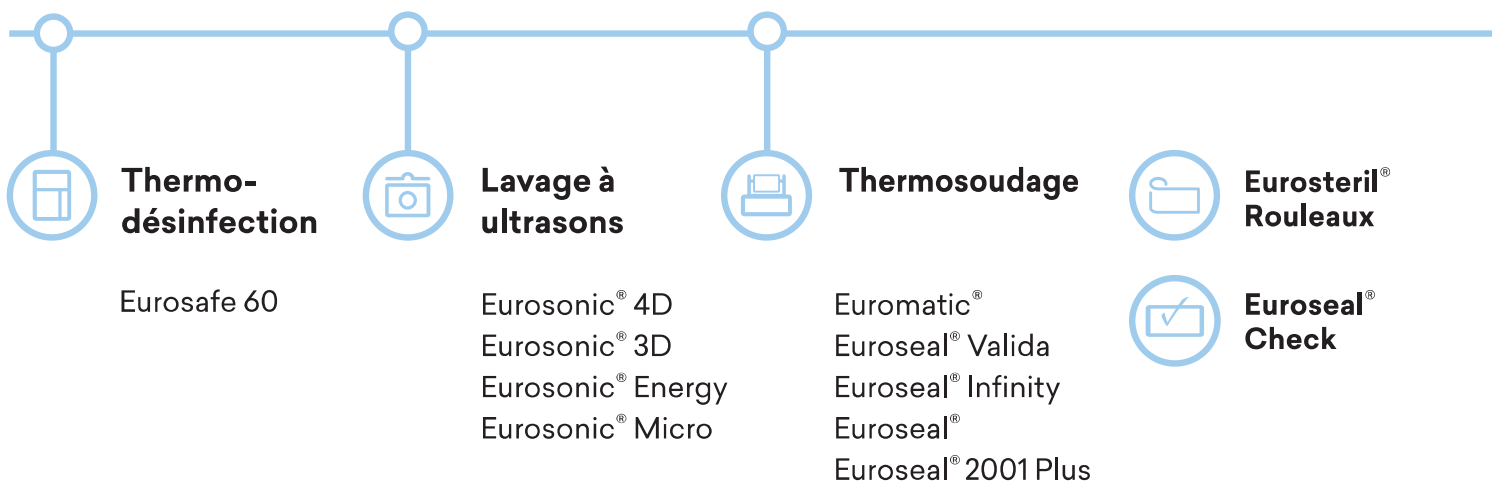 Thermo-
désinfection
Eurosafe 60
Lavage à
ultrasons
Eurosonic® 4D
Eurosonic® 3D
Eurosonic® Energy
Eurosonic® Micro
Thermosoudage
Euromatic®
Euroseal® Valida
Euroseal® Infinity
Euroseal®
Euroseal® 2001 Plus
Eurosteril®
Rouleaux
Euroseal®
Check